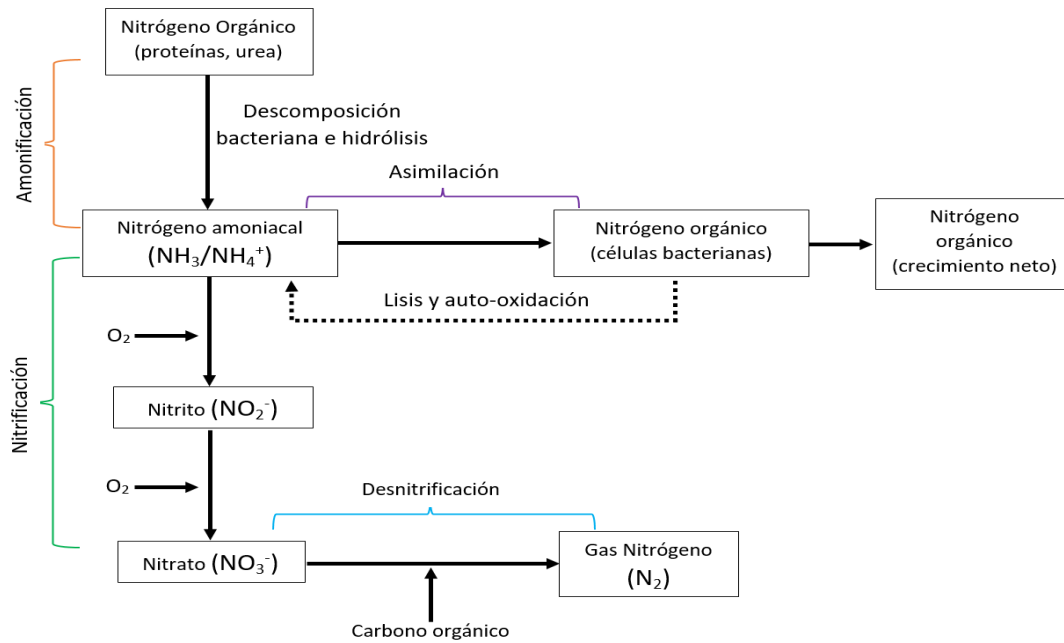 Nitrógeno Orgánico
(proteínas, urea)
Amonificación
Descomposición
bacteriana e hidrólisis
Asimilación
Nitrógeno amoniacal
(NH₃/NH₄⁺)
Nitrógeno orgánico
(células bacterianas)
Nitrógeno
orgánico
(crecimiento neto)
Lisis y auto-oxidación
Nitrificación
O₂
Nitrito (NO₂⁻)
O₂
Desnitrificación
Nitrato (NO₃⁻)
Gas Nitrógeno
(N₂)
Carbono orgánico